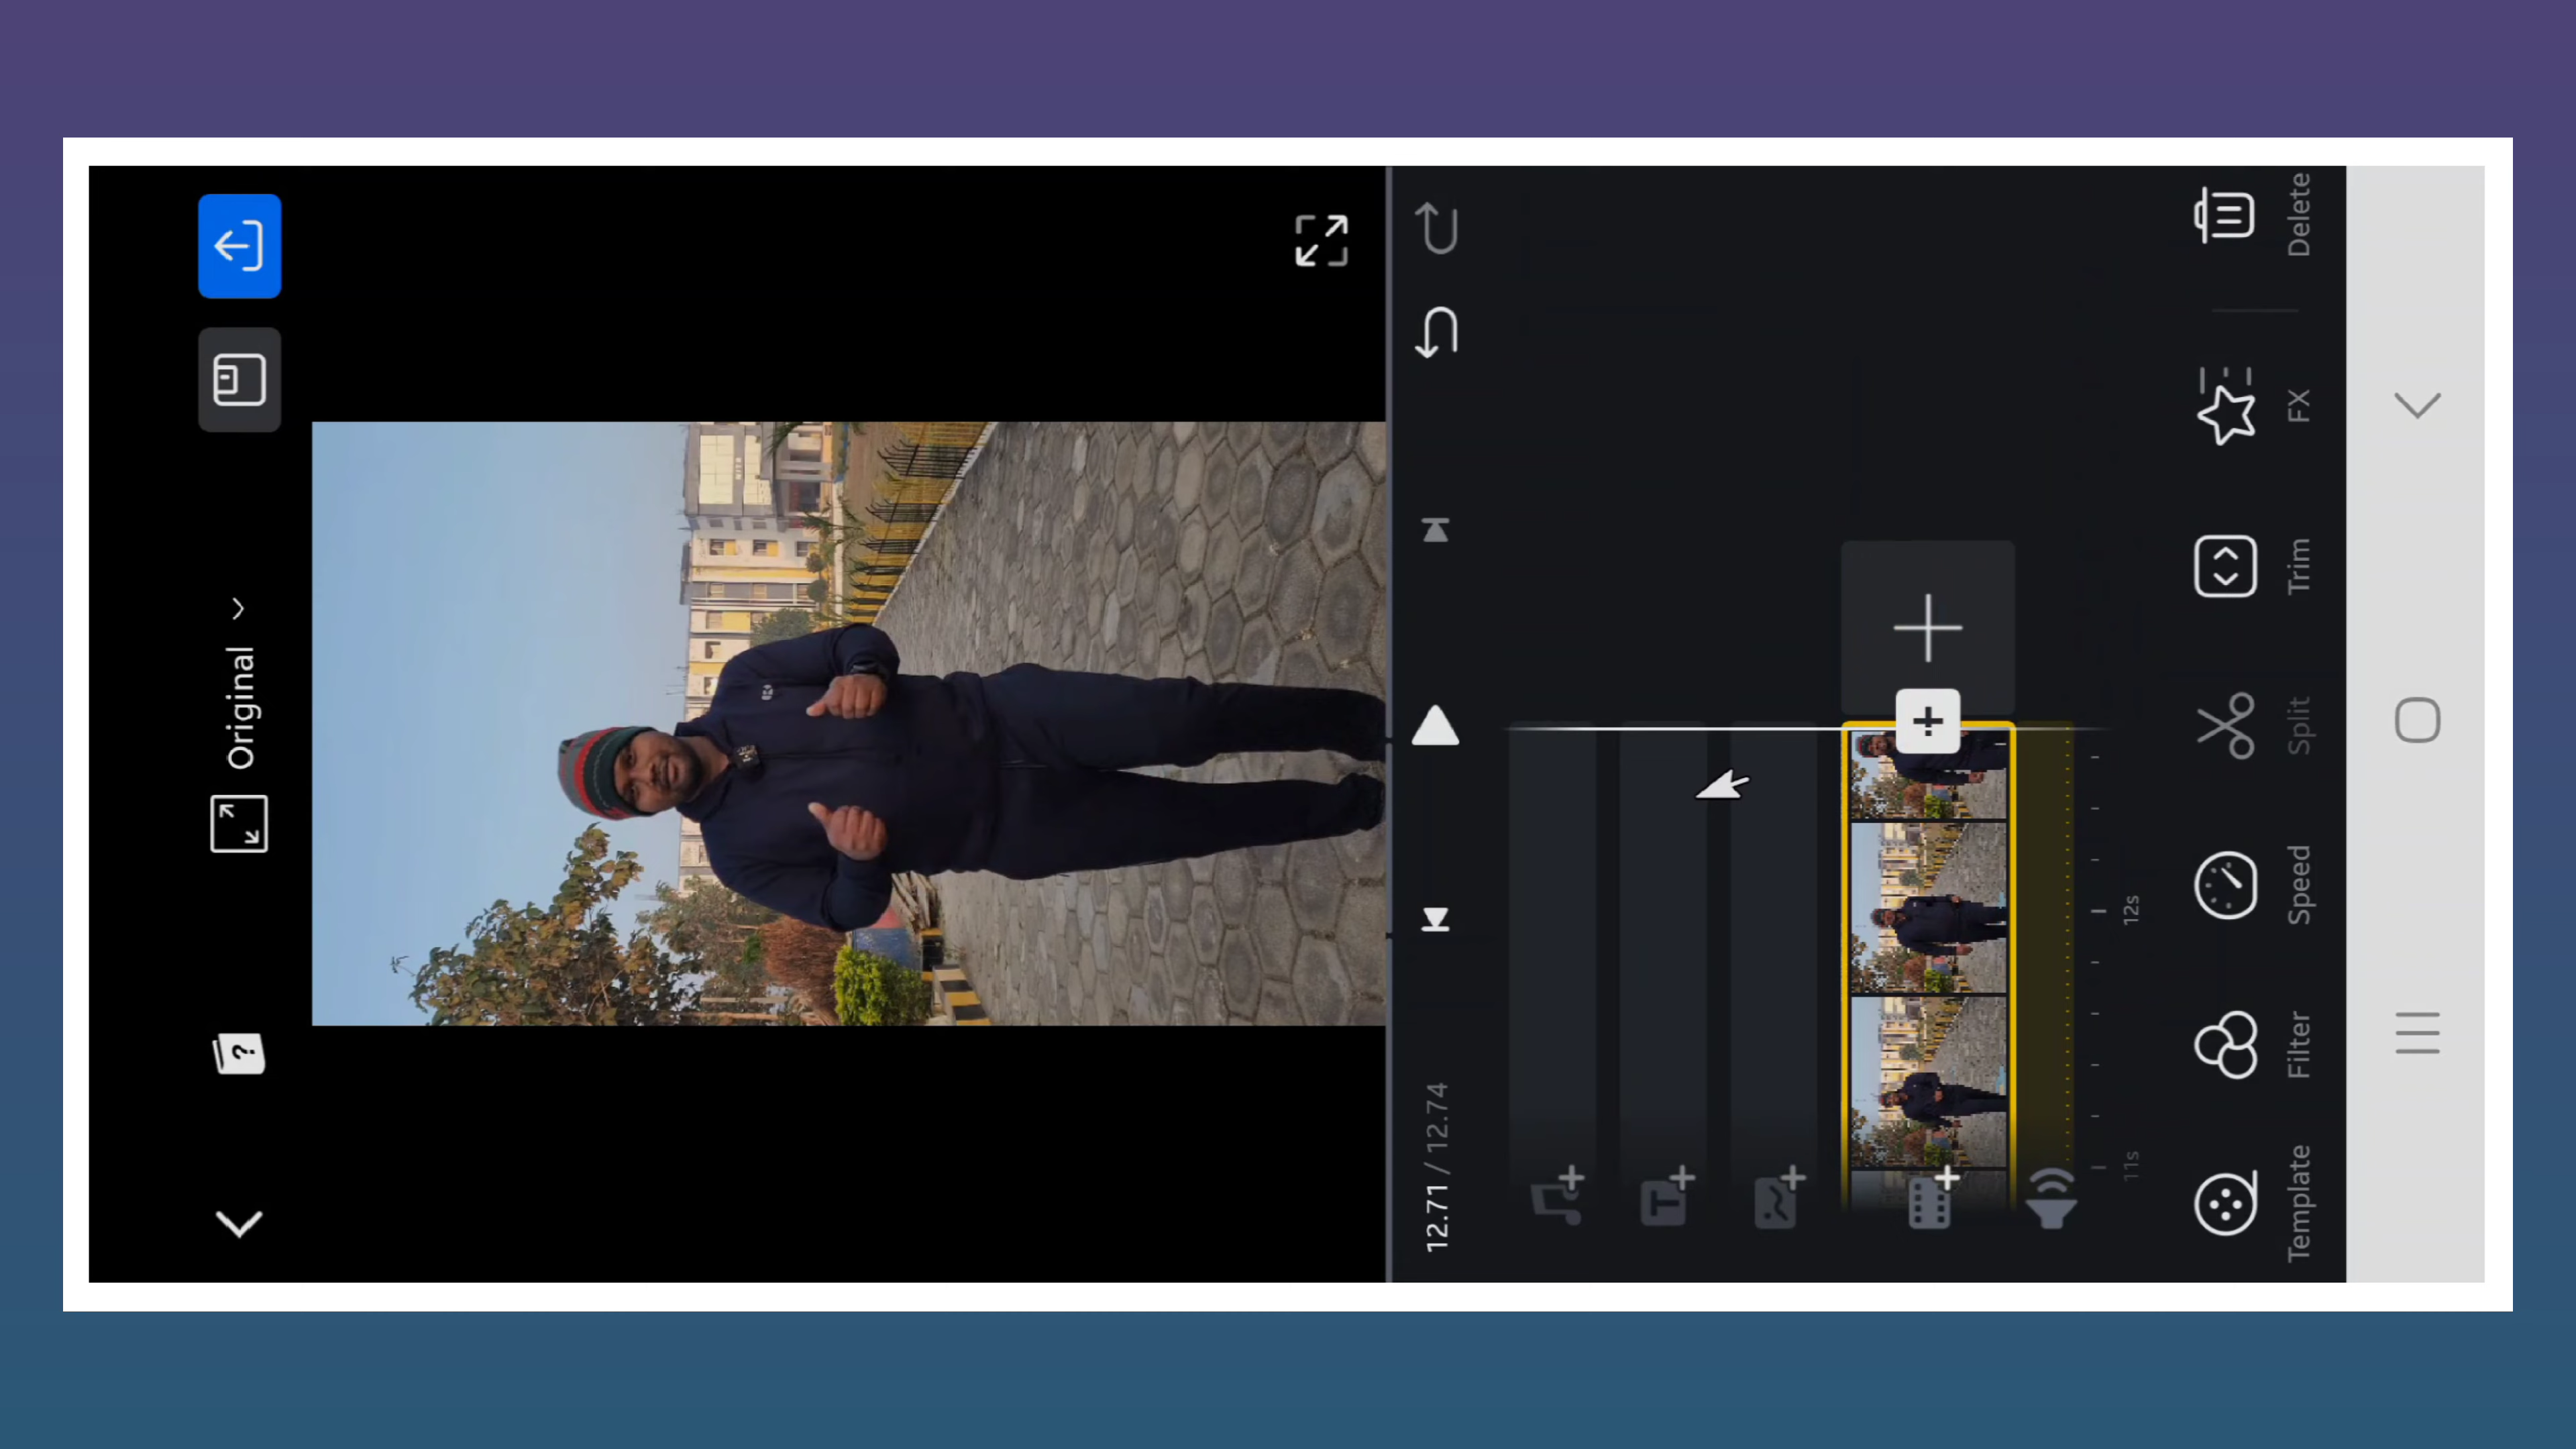 Original
12.71 / 12.74
11s
12s
Template
Filter
Speed
Split
Trim
FX
Delete